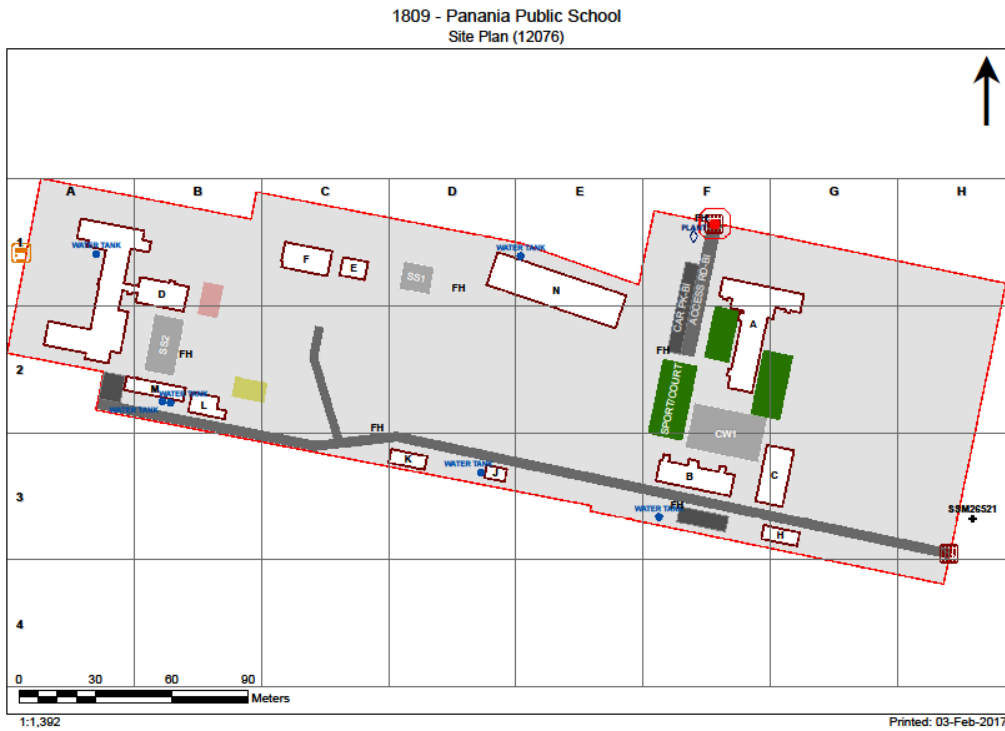 1809 - Panania Public School
Site Plan (12076)
A B C D E F G H
1
FH
PLANT
WATER TANK
WATER TANK
F
E
SS1
FH
N
D
CAR PK-BI
ACCESS RD-BI
A
SS2
FH
FH
2
M
WATER TANK
L
WATER TANK
SPORT/COURT
FH
CW1
K
WATER TANK
J
B
C
3
WATER TANK
FH
SSM26521
H
4
0 30 60 90
Meters
1:1,392
Printed: 03-Feb-2017